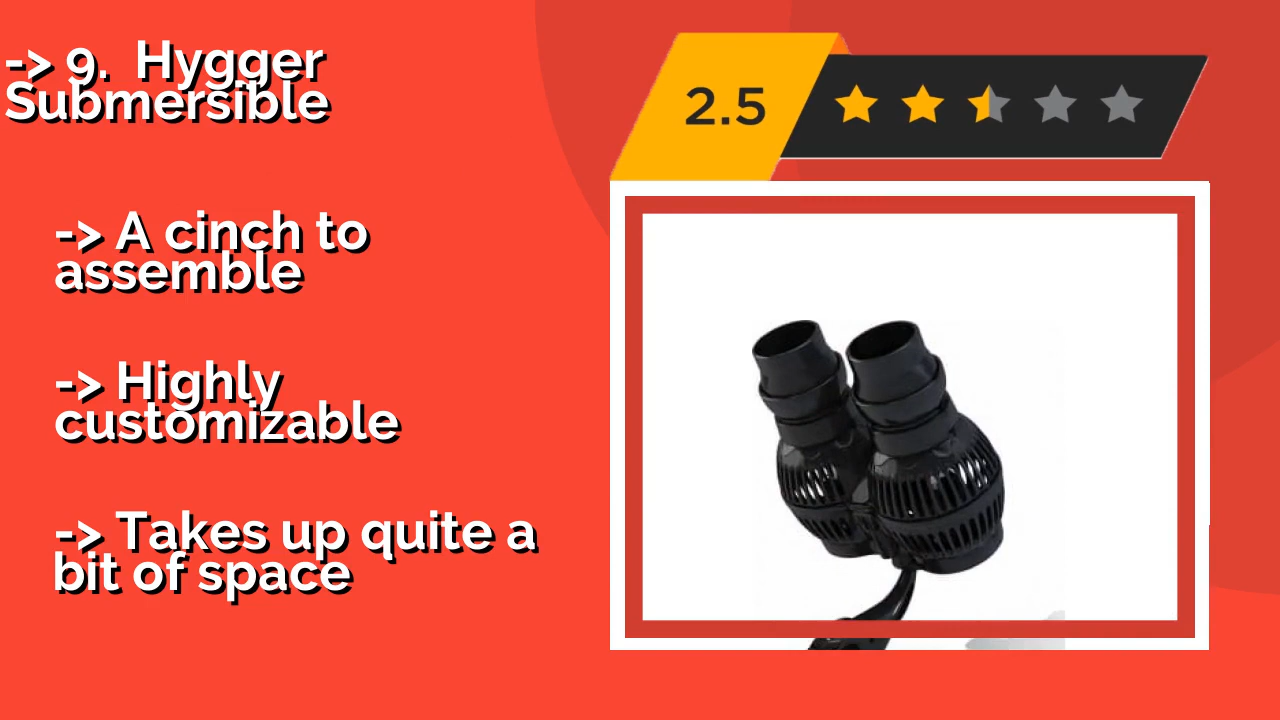 -> 9.  Hygger
Submersible
2.5
-> A cinch to
assemble
-> Highly
customizable
-> Takes up quite a
bit of space